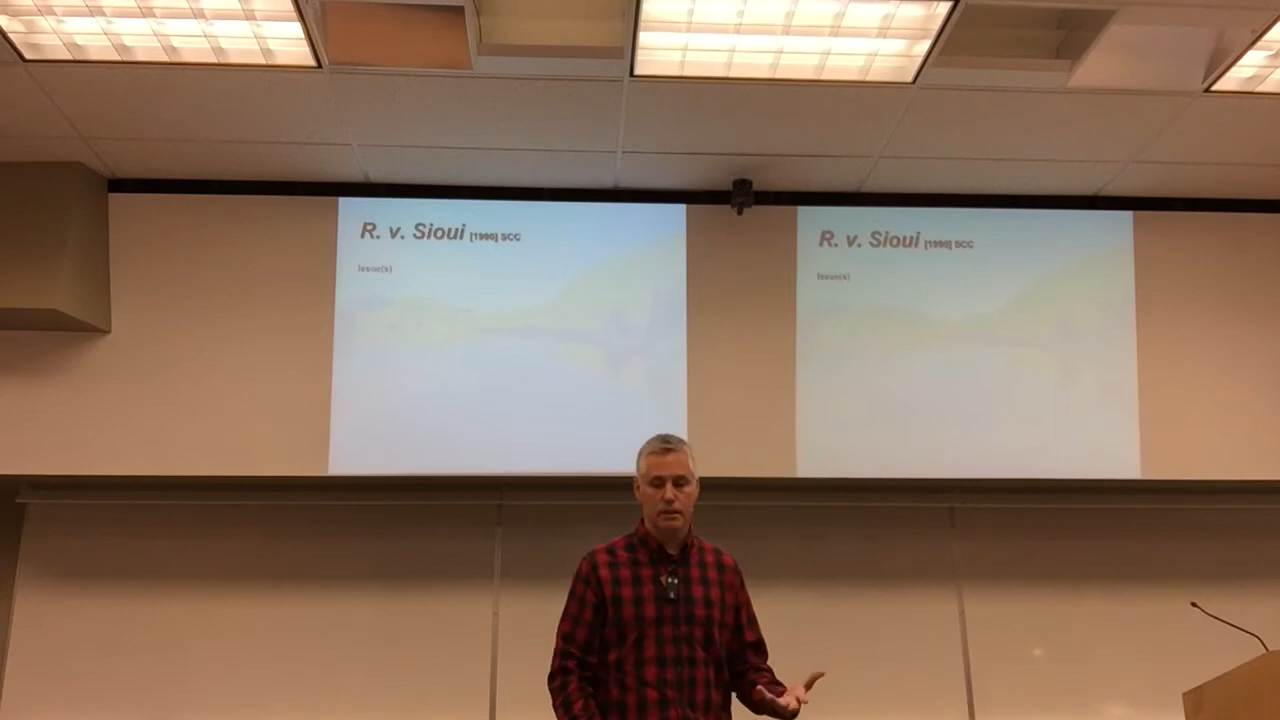 R. v. Sioui [1990] SCC
Issue(s)
R. v. Sioui [1990] SCC
Issue(s)